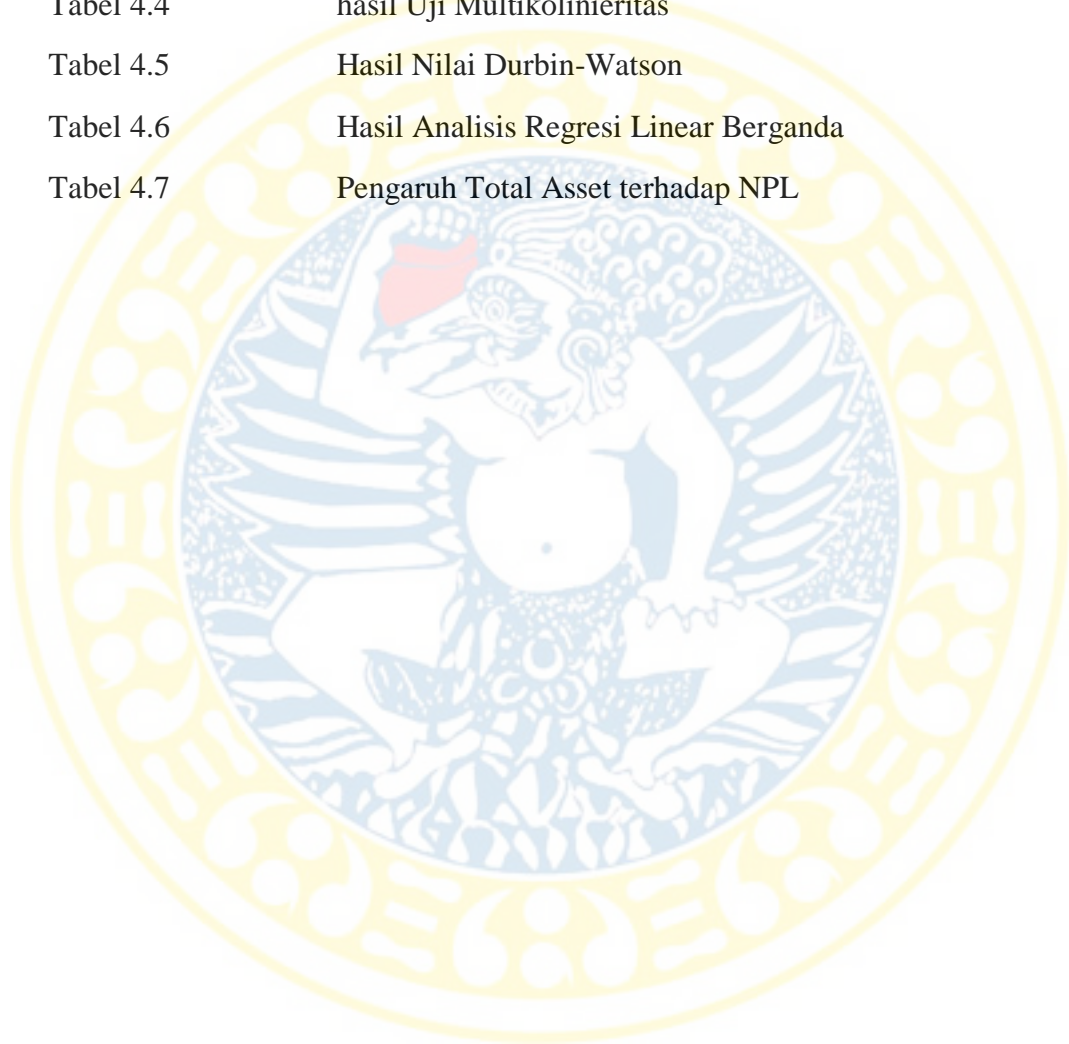 Tabel 4.4 hasil Uji Multikolinieritas
Tabel 4.5 Hasil Nilai Durbin-Watson
Tabel 4.6 Hasil Analisis Regresi Linear Berganda
Tabel 4.7 Pengaruh Total Asset terhadap NPL